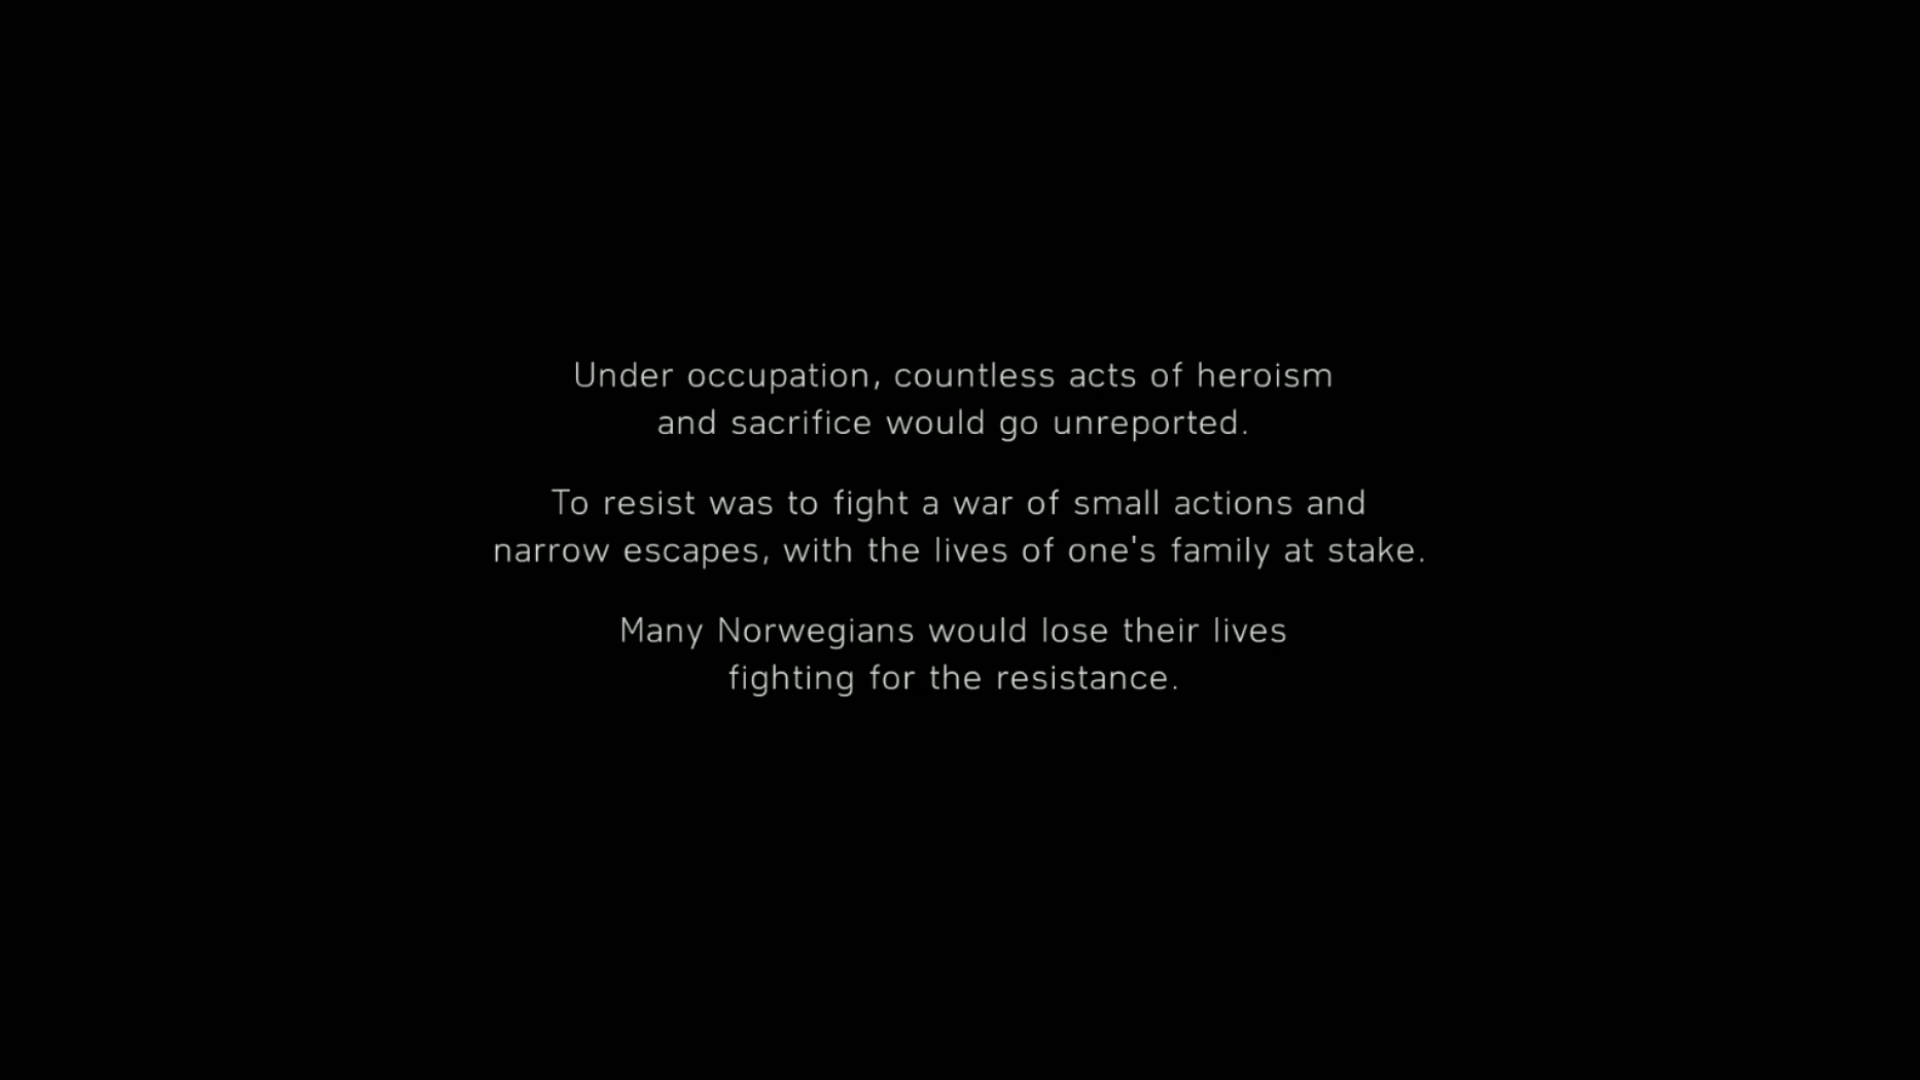 Under occupation, countless acts of heroism
and sacrifice would go unreported.
To resist was to fight a war of small actions and
narrow escapes, with the lives of one's family at stake.
Many Norwegians would lose their lives
fighting for the resistance.